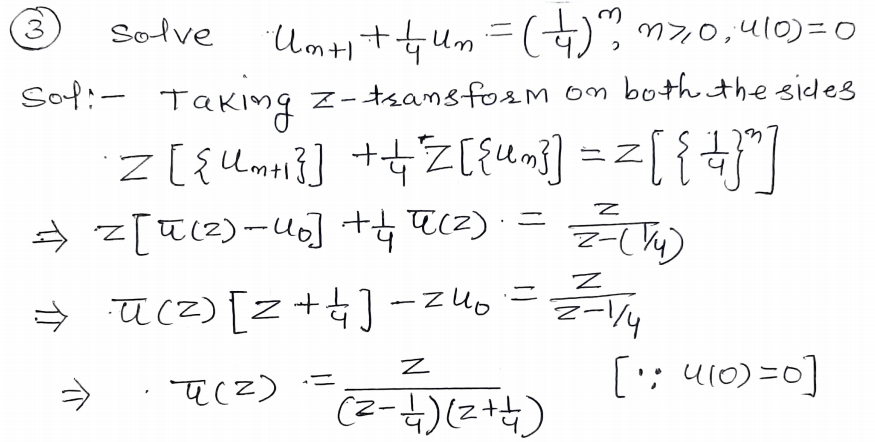 ③ Solve u_{n+1} + 1/4 u_n = (1/4)^n, n≥0, u(0)=0
Sol:- Taking z-transform on both the sides
Z[{u_{n+1}}] + 1/4 Z[{u_n}] = Z[{1/4}^n]
⇒ z[ū(z) - u_0] + 1/4 ū(z) = z/(z-(1/4))
⇒ ū(z)[z + 1/4] - zu_0 = z/(z-1/4)
⇒ ū(z) = z/((z-1/4)(z+1/4)) [∵ u(0)=0]